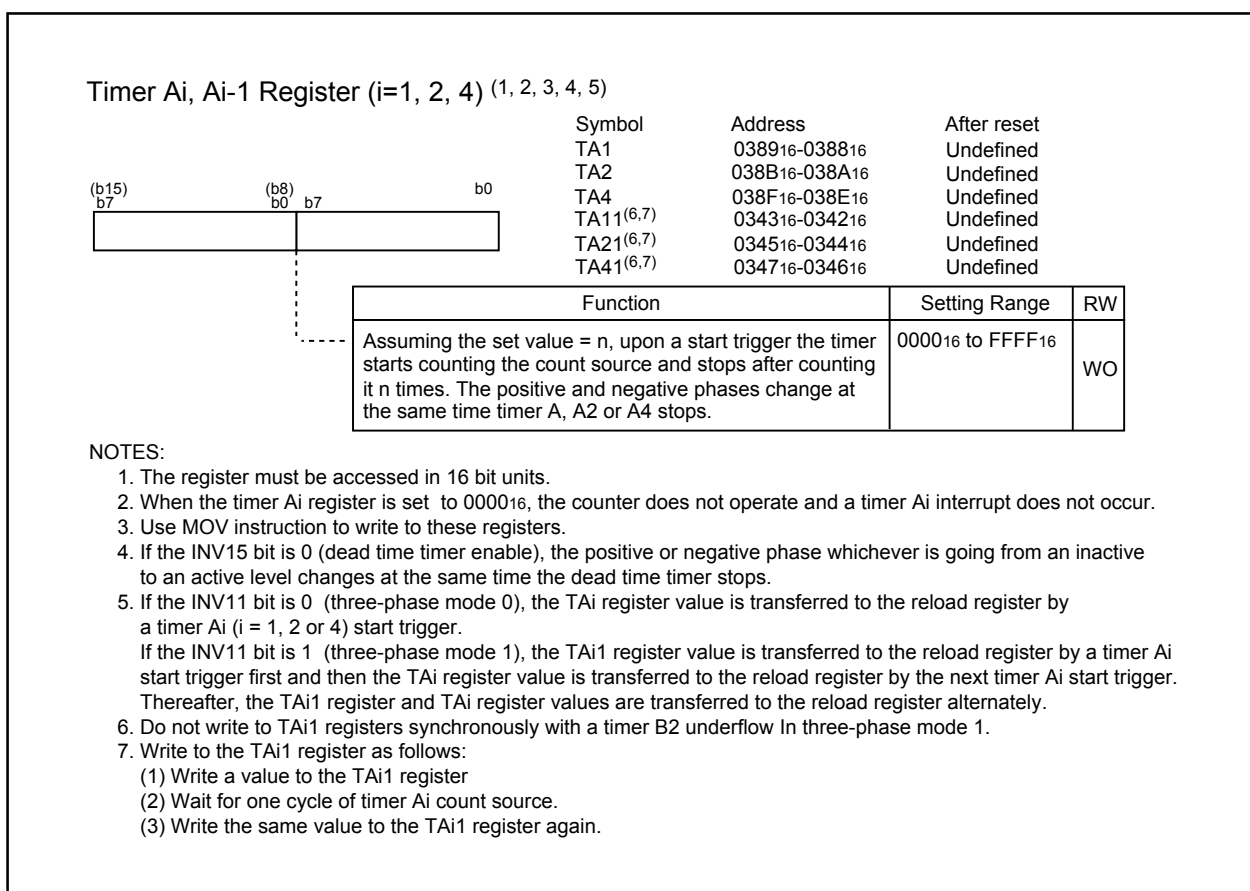 Timer Ai, Ai-1 Register (i=1, 2, 4) (1, 2, 3, 4, 5)
Symbol Address After reset
TA1 038916-038816 Undefined
TA2 038B16-038A16 Undefined
TA4 038F16-038E16 Undefined
TA11(6,7) 034316-034216 Undefined
TA21(6,7) 034516-034416 Undefined
TA41(6,7) 034716-034616 Undefined
(b15) (b8)
b7 b0 b7 b0
Function Setting Range RW
Assuming the set value = n, upon a start trigger the timer
starts counting the count source and stops after counting
it n times. The positive and negative phases change at
the same time timer A, A2 or A4 stops.
000016 to FFFF16
WO
NOTES:
1. The register must be accessed in 16 bit units.
2. When the timer Ai register is set to 000016, the counter does not operate and a timer Ai interrupt does not occur.
3. Use MOV instruction to write to these registers.
4. If the INV15 bit is 0 (dead time timer enable), the positive or negative phase whichever is going from an inactive
to an active level changes at the same time the dead time timer stops.
5. If the INV11 bit is 0 (three-phase mode 0), the TAi register value is transferred to the reload register by
a timer Ai (i = 1, 2 or 4) start trigger.
If the INV11 bit is 1 (three-phase mode 1), the TAi1 register value is transferred to the reload register by a timer Ai
start trigger first and then the TAi register value is transferred to the reload register by the next timer Ai start trigger.
Thereafter, the TAi1 register and TAi register values are transferred to the reload register alternately.
6. Do not write to TAi1 registers synchronously with a timer B2 underflow In three-phase mode 1.
7. Write to the TAi1 register as follows:
(1) Write a value to the TAi1 register
(2) Wait for one cycle of timer Ai count source.
(3) Write the same value to the TAi1 register again.